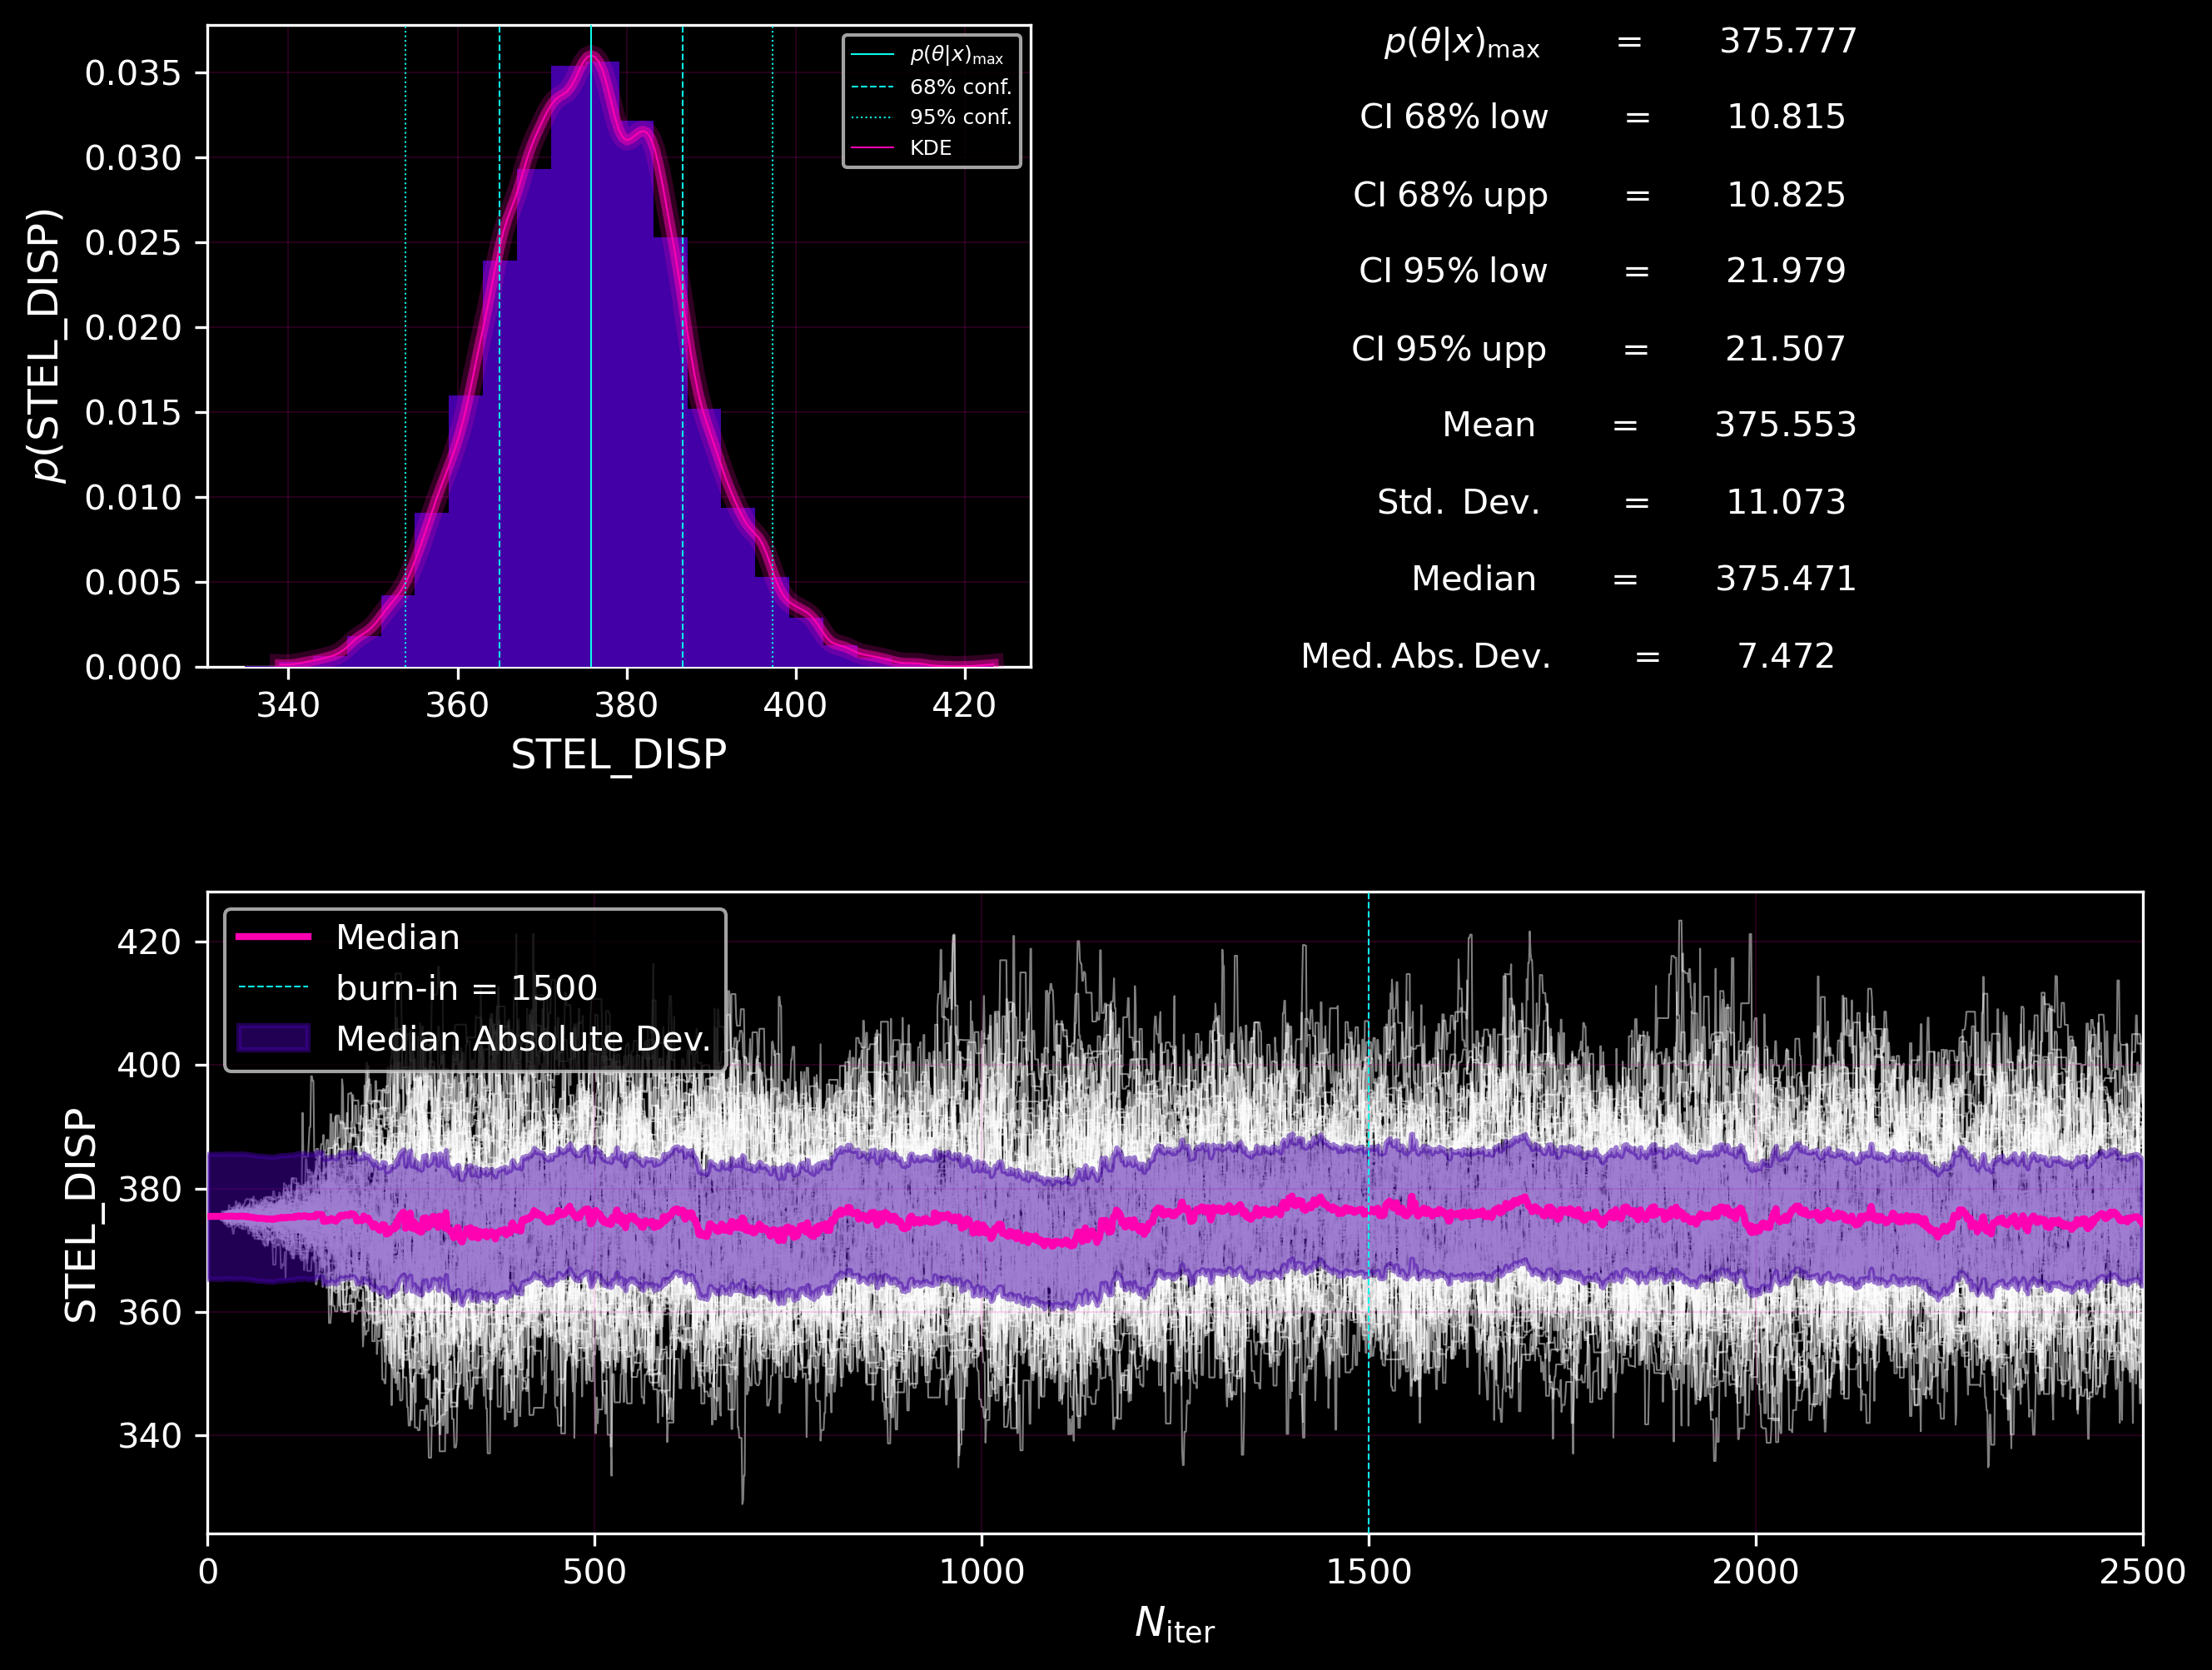 0.035
0.030
0.025
0.020
0.015
0.010
0.005
0.000
p(STEL_DISP)
340 360 380 400 420
STEL_DISP
p(θ|x)max
68% conf.
95% conf.
KDE
p(θ|x)max = 375.777
CI 68% low = 10.815
CI 68% upp = 10.825
CI 95% low = 21.979
CI 95% upp = 21.507
Mean = 375.553
Std. Dev. = 11.073
Median = 375.471
Med. Abs. Dev. = 7.472
Median
burn-in = 1500
Median Absolute Dev.
420
400
380
360
340
STEL_DISP
0 500 1000 1500 2000 2500
Niter